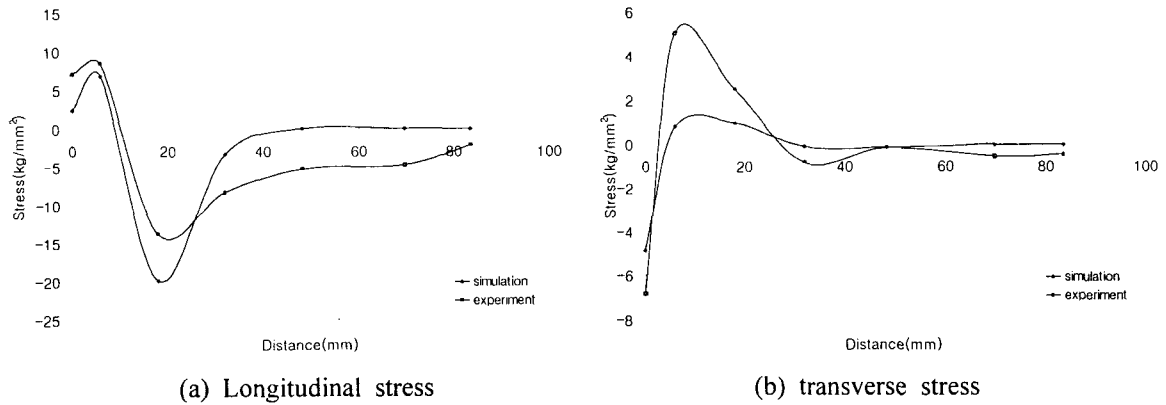 15
10
5
0
-5
-10
-15
-20
-25
Stress(kg/mm²)
0 20 40 60 80 100
simulation
experiment
Distance(mm)
(a) Longitudinal stress
6
4
2
0
-2
-4
-6
-8
Stress(kg/mm²)
0 20 40 60 80 100
simulation
experiment
Distance(mm)
(b) transverse stress